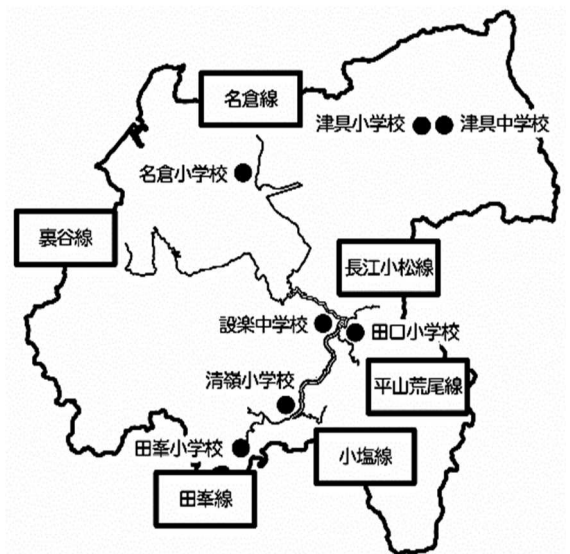 名倉線
津具小学校
津具中学校
名倉小学校
裏谷線
長江小松線
設楽中学校
田口小学校
清嶺小学校
平山荒尾線
田峯小学校
小塩線
田峯線